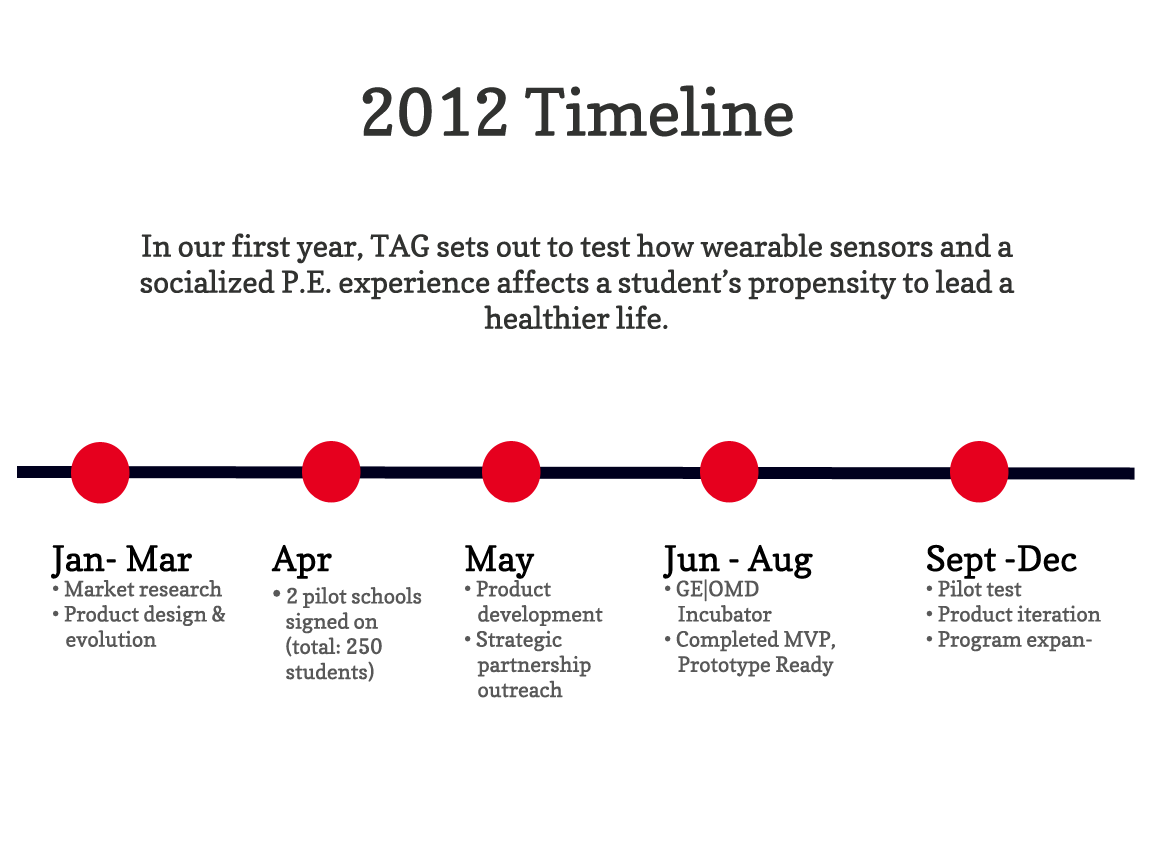 2012 Timeline
In our first year, TAG sets out to test how wearable sensors and a
socialized P.E. experience affects a student’s propensity to lead a
healthier life.
Jan- Mar
• Market research
• Product design &
evolution
Apr
• 2 pilot schools
signed on
(total: 250
students)
May
• Product
development
• Strategic
partnership
outreach
Jun - Aug
• GE|OMD
Incubator
• Completed MVP,
Prototype Ready
Sept -Dec
• Pilot test
• Product iteration
• Program expan-